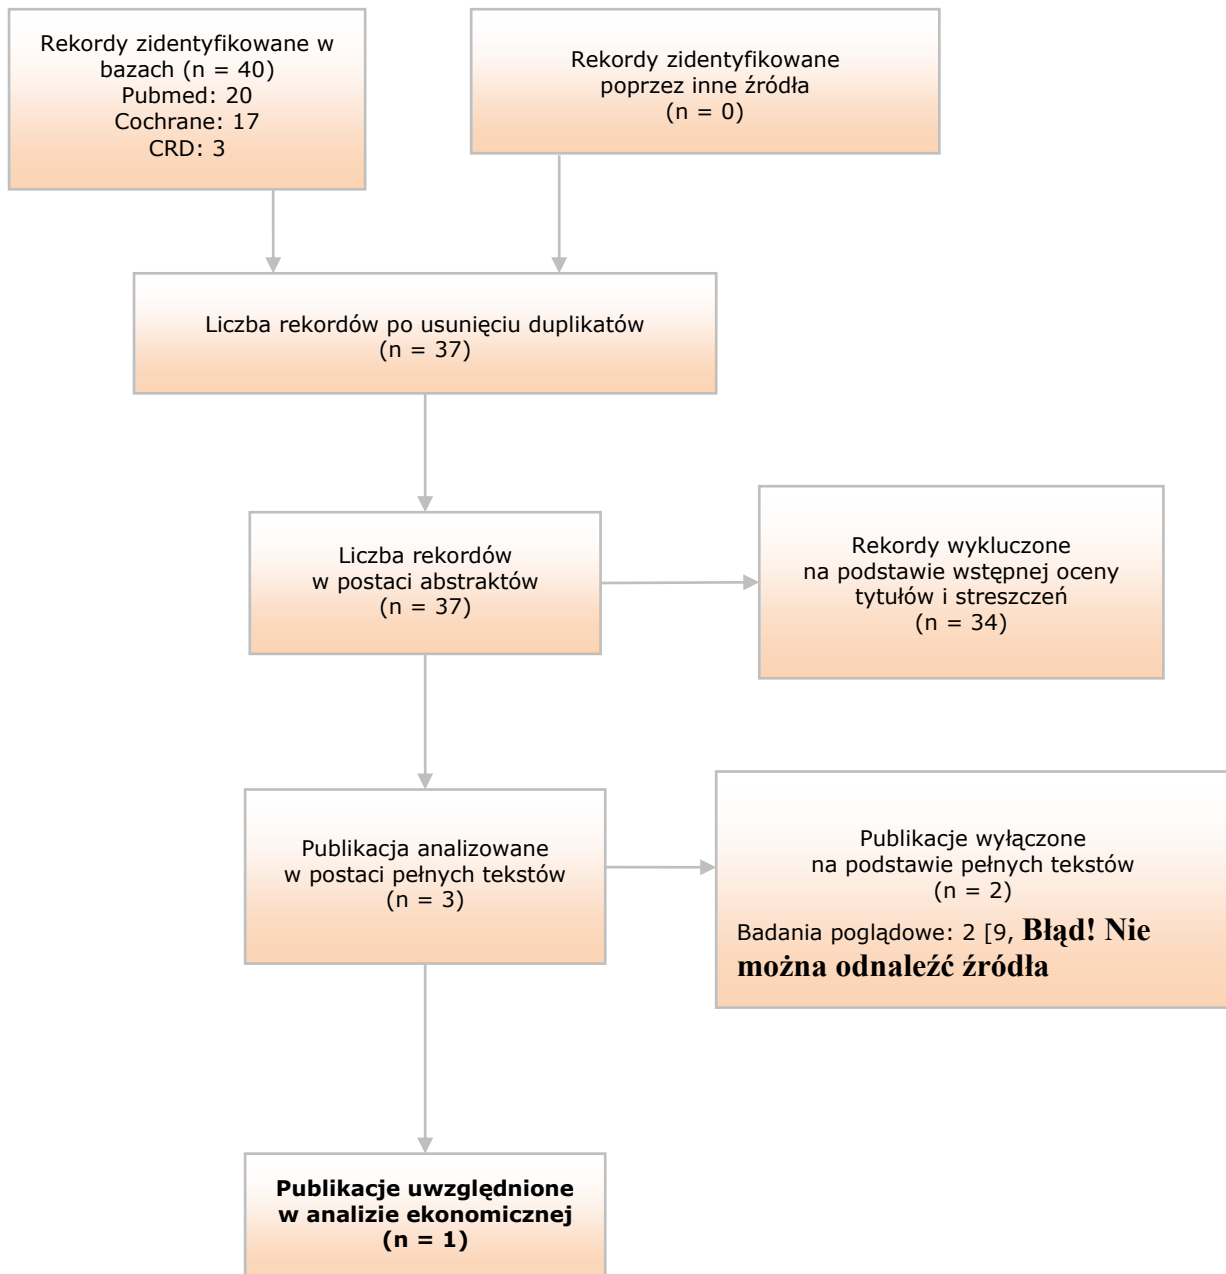 Rekordy zidentyfikowane w
bazach (n = 40)
Pubmed: 20
Cochrane: 17
CRD: 3
Rekordy zidentyfikowane
poprzez inne źródła
(n = 0)
Liczba rekordów po usunięciu duplikatów
(n = 37)
Liczba rekordów
w postaci abstraktów
(n = 37)
Rekordy wykluczone
na podstawie wstępnej oceny
tytułów i streszczeń
(n = 34)
Publikacja analizowane
w postaci pełnych tekstów
(n = 3)
Publikacje wyłączone
na podstawie pełnych tekstów
(n = 2)
Badania poglądowe: 2 [9, Błąd! Nie
można odnaleźć źródła
Publikacje uwzględnione
w analizie ekonomicznej
(n = 1)